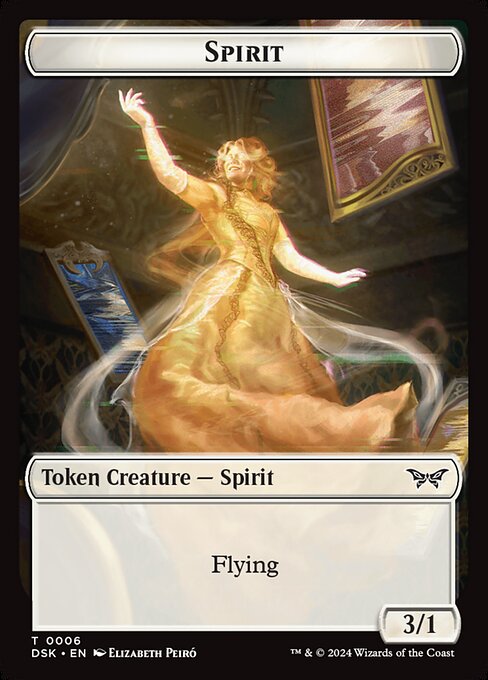 Spirit
Token Creature — Spirit
Flying
3/1
T 0006
DSK • EN Elizabeth Peiró
™ & © 2024 Wizards of the Coast